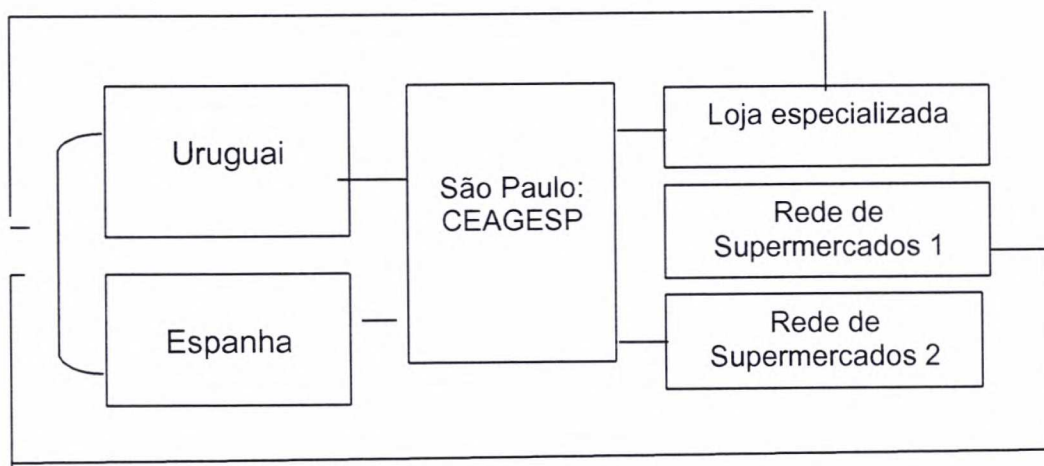 Uruguai
Espanha
São Paulo:
CEAGESP
Loja especializada
Rede de
Supermercados 1
Rede de
Supermercados 2